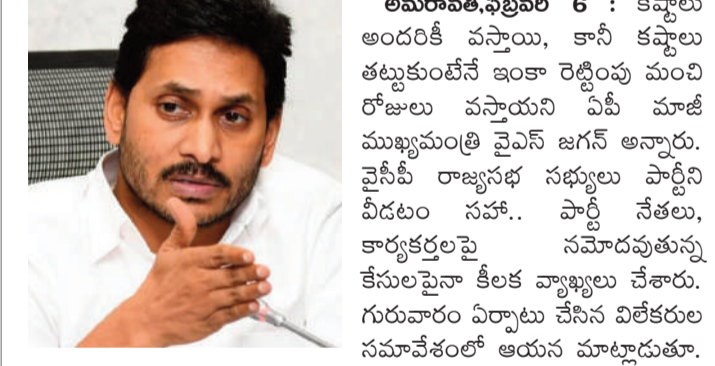 అమరావతి,ఫిబ్రవరి 6 : కష్టాలు
అందరికీ వస్తాయి, కానీ కష్టాలు
తట్టుకుంటేనే ఇంకా రెట్టింపు మంచి
రోజులు వస్తాయని ఏపీ మాజీ
ముఖ్యమంత్రి వైఎస్ జగన్ అన్నారు.
వైసీపీ రాజ్యసభ సభ్యులు పార్టీని
వీడటం సహా.. పార్టీ నేతలు,
కార్యకర్తలపై నమోదవుతున్న
కేసులపైనా కీలక వ్యాఖ్యలు చేశారు.
గురువారం ఏర్పాటు చేసిన విలేకరుల
సమావేశంలో ఆయన మాట్లాడుతూ.